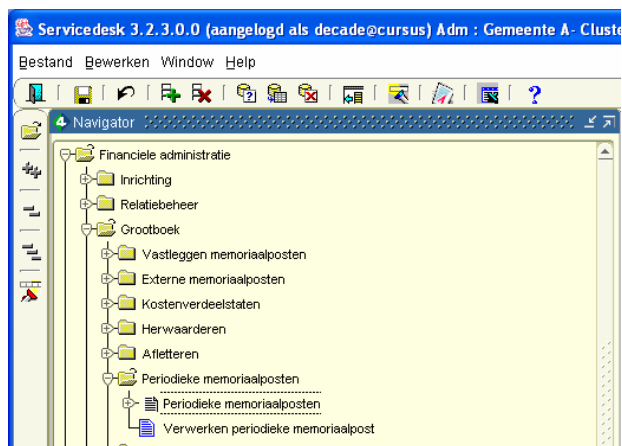 Servicedesk 3.2.3.0.0 (aangelogd als decade@cursus) Adm : Gemeente A- Cluste
Bestand Bewerken Window Help
4 Navigator
Financiele administratie
Inrichting
Relatiebeheer
Grootboek
Vastleggen memoriaalposten
Externe memoriaalposten
Kostenverdeelstaten
Herwaarderen
Afletteren
Periodieke memoriaalposten
Periodieke memoriaalposten
Verwerken periodieke memoriaalpost